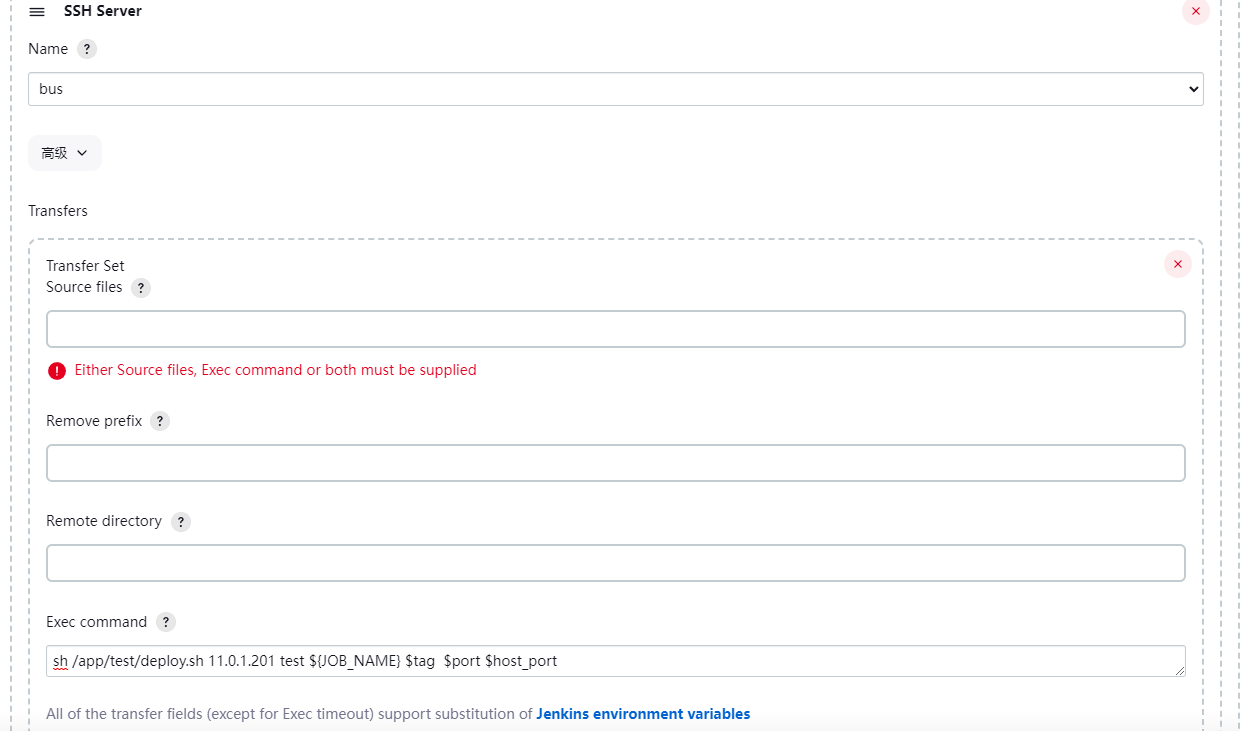 SSH Server
Name ?
bus
高级
Transfers
Transfer Set
Source files ?
Either Source files, Exec command or both must be supplied
Remove prefix ?
Remote directory ?
Exec command ?
sh /app/test/deploy.sh 11.0.1.201 test ${JOB_NAME} $tag  $port $host_port
All of the transfer fields (except for Exec timeout) support substitution of Jenkins environment variables